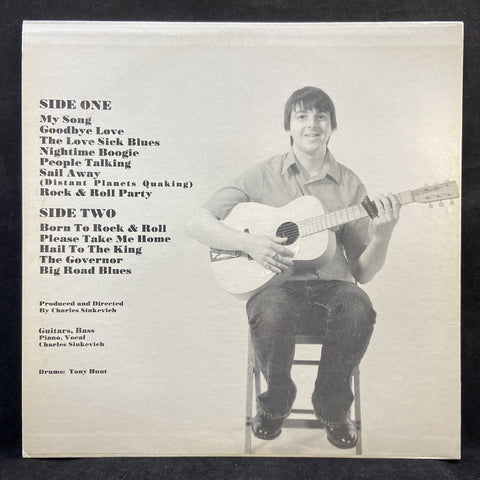 SIDE ONE
My Song
Goodbye Love
The Love Sick Blues
Nightime Boogie
People Talking
Sail Away
(Distant Planets Quaking)
Rock & Roll Party
SIDE TWO
Born To Rock & Roll
Please Take Me Home
Hail To The King
The Governor
Big Road Blues
Produced and Directed
By Charles Sinkevich
Guitars, Bass
Piano, Vocal
Charles Sinkevich
Drums: Tony Hunt